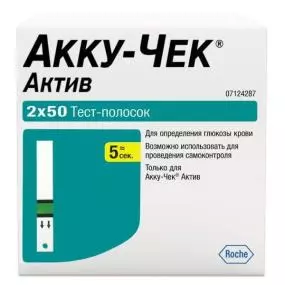 АККУ-ЧЕК®
Актив
07124287
2x50 Тест-полосок
Для определения глюкозы крови
Возможно использовать для
проведения самоконтроля
Только для
Акку-Чек® Актив
≈
5
сек.
Roche